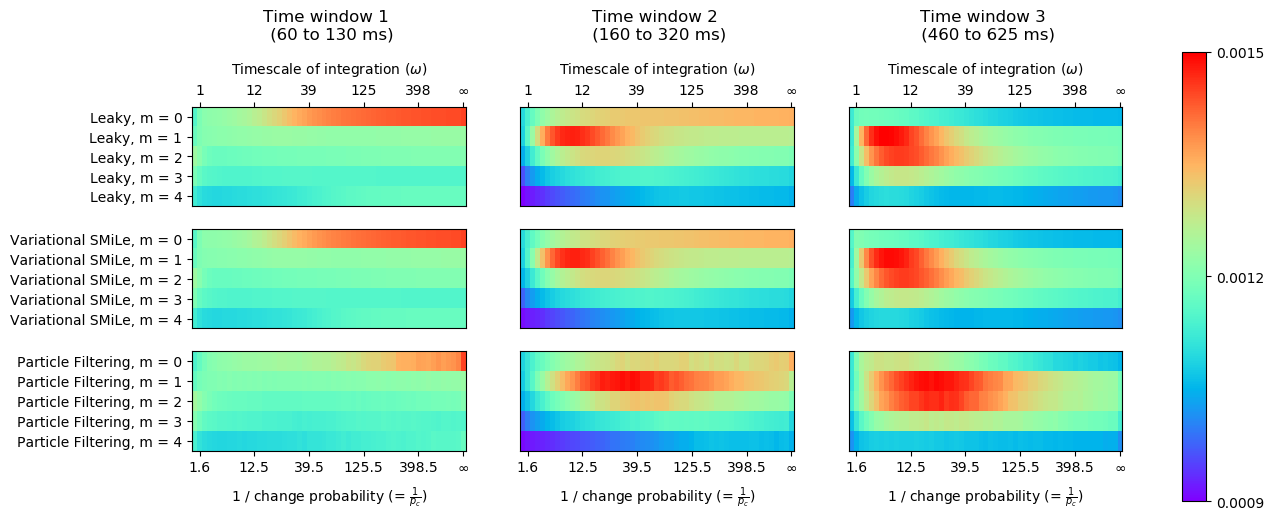 Time window 1
(60 to 130 ms)
Time window 2
(160 to 320 ms)
Time window 3
(460 to 625 ms)
Timescale of integration (ω)
Timescale of integration (ω)
Timescale of integration (ω)
1 12 39 125 398 ∞
1 12 39 125 398 ∞
1 12 39 125 398 ∞
Leaky, m = 0
Leaky, m = 1
Leaky, m = 2
Leaky, m = 3
Leaky, m = 4
Variational SMiLe, m = 0
Variational SMiLe, m = 1
Variational SMiLe, m = 2
Variational SMiLe, m = 3
Variational SMiLe, m = 4
Particle Filtering, m = 0
Particle Filtering, m = 1
Particle Filtering, m = 2
Particle Filtering, m = 3
Particle Filtering, m = 4
1.6 12.5 39.5 125.5 398.5 ∞
1.6 12.5 39.5 125.5 398.5 ∞
1.6 12.5 39.5 125.5 398.5 ∞
1 / change probability (= 1/p_c)
1 / change probability (= 1/p_c)
1 / change probability (= 1/p_c)
0.0015
0.0012
0.0009